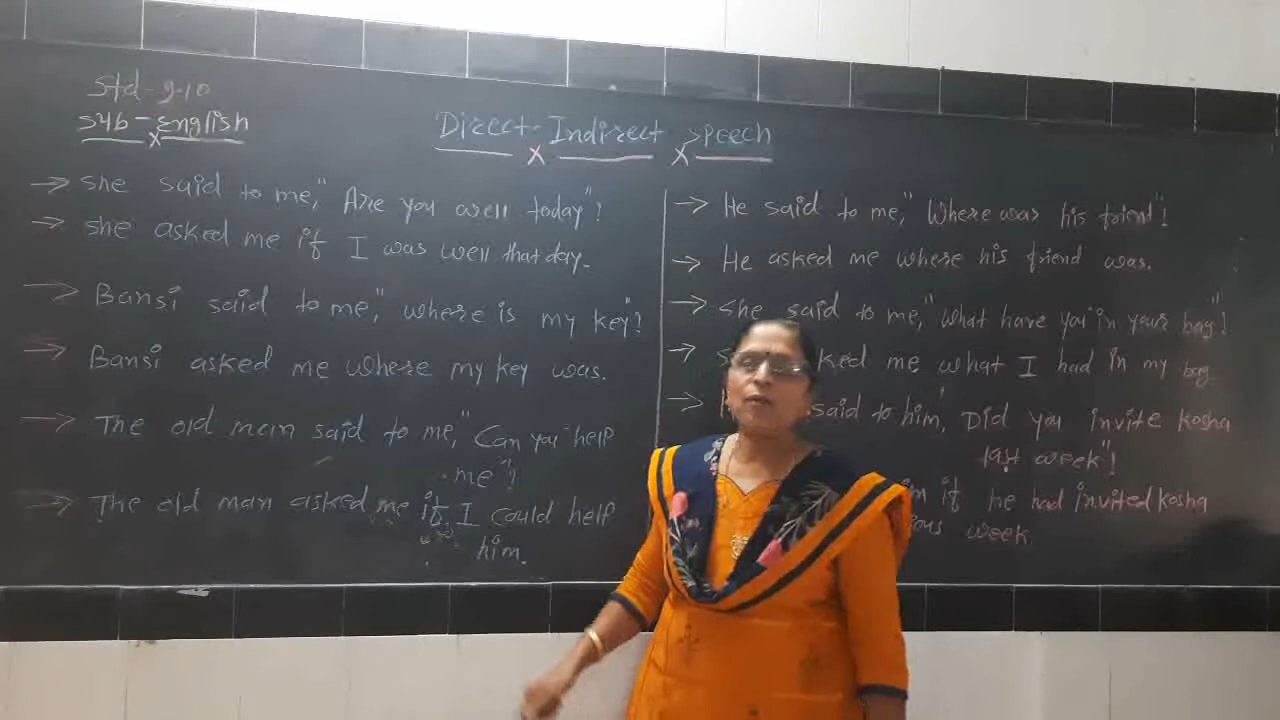 Std-9-10
Sub-English
Direct-Indirect Speech
→ She said to me," Are you well today"?
→ she asked me if I was well that day.
→ Bansi said to me," where is my key"?
→ Bansi asked me where my key was.
→ The old man said to me," Can you help
me"?
→ The old man asked me if I could help
him.
→ He said to me," Where was his friend"?
→ He asked me where his friend was.
→ She said to me," What have you in your bag"?
→ ked me what I had in my bag
→ said to him, Did you invite Kosha
last week"?
if he had invited Kosha
week.